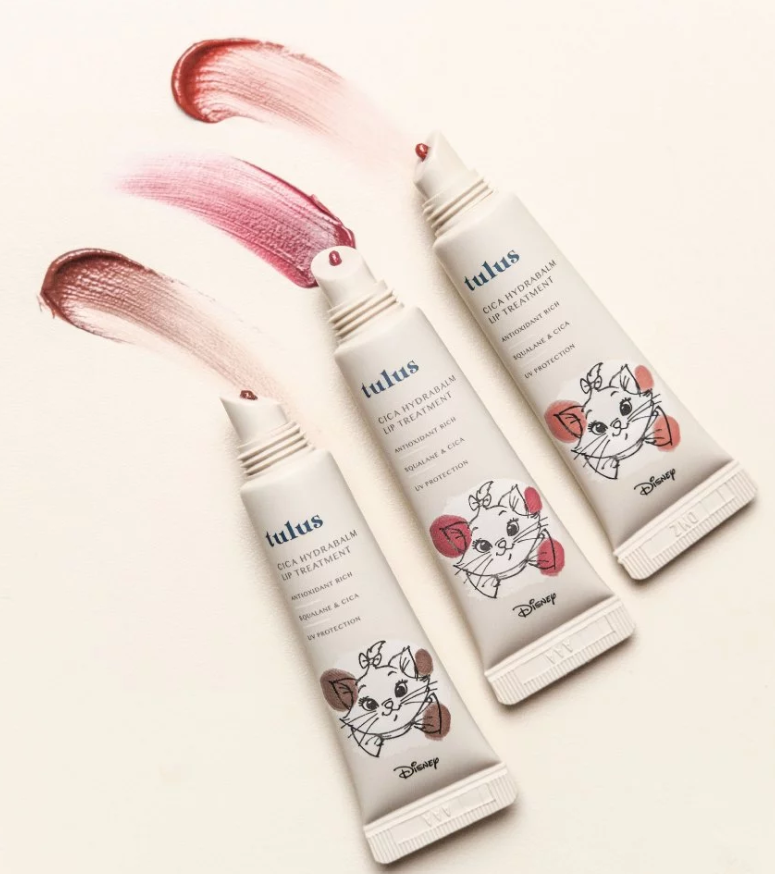 tulus
CICA HYDRABALM
LIP TREATMENT
ANTIOXIDANT RICH
SQUALANE & CICA
UV PROTECTION
Disney
tulus
CICA HYDRABALM
LIP TREATMENT
ANTIOXIDANT RICH
SQUALANE & CICA
UV PROTECTION
Disney
tulus
CICA HYDRABALM
LIP TREATMENT
ANTIOXIDANT RICH
SQUALANE & CICA
UV PROTECTION
Disney